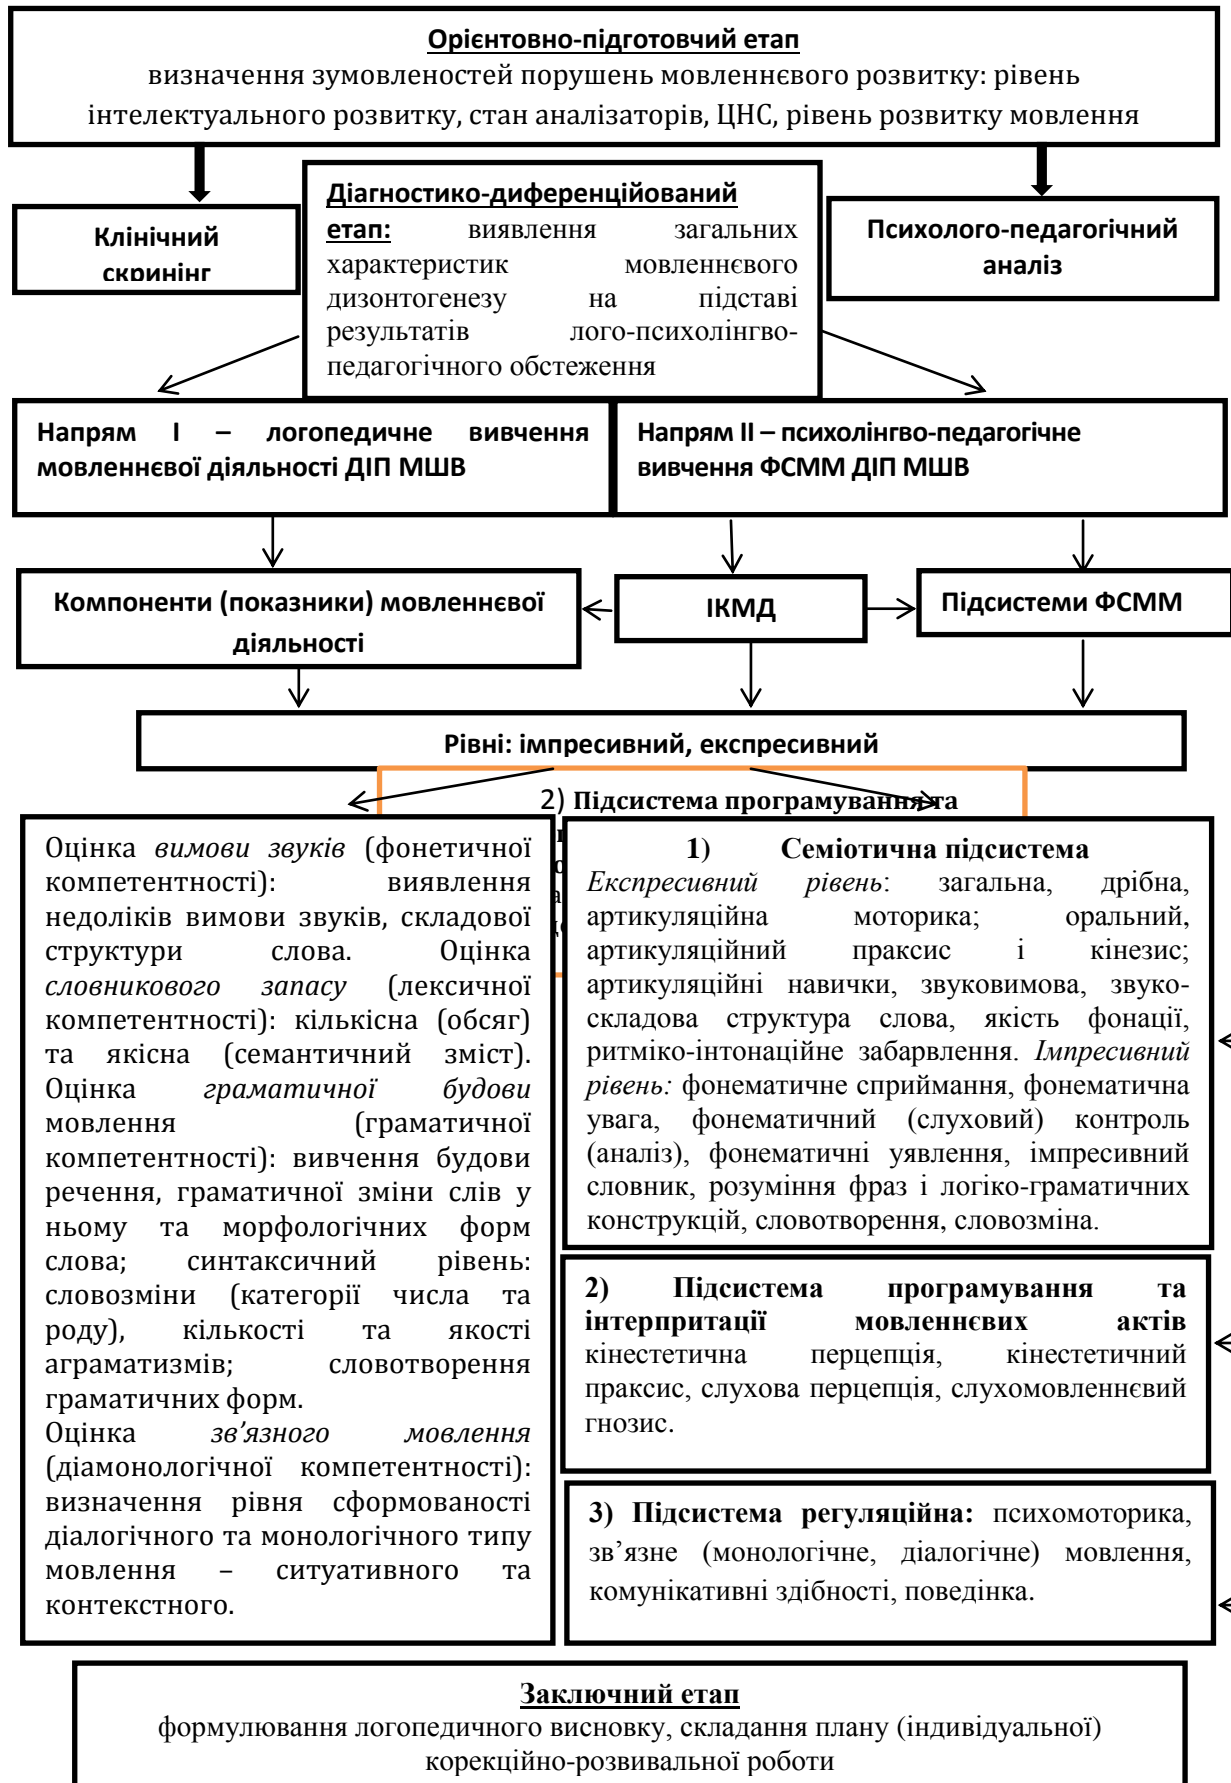 Орієнтовно-підготовчий етап
визначення зумовленостей порушень мовленнєвого розвитку: рівень
інтелектуального розвитку, стан аналізаторів, ЦНС, рівень розвитку мовлення
Клінічний
скринінг
Діагностико-диференційований
етап: виявлення загальних
характеристик мовленнєвого
дизонтогенезу на підставі
результатів лого-психолінгво-
педагогічного обстеження
Психолого-педагогічний
аналіз
Напрям І – логопедичне вивчення
мовленнєвої діяльності ДІП МШВ
Напрям ІІ – психолінгво-педагогічне
вивчення ФСММ ДІП МШВ
Компоненти (показники) мовленнєвої
діяльності
ІКМД
Підсистеми ФСММ
Рівні: імпресивний, експресивний
2) Підсистема програмування та
Оцінка вимови звуків (фонетичної
компетентності): виявлення
недоліків вимови звуків, складової
структури слова. Оцінка
словникового запасу (лексичної
компетентності): кількісна (обсяг)
та якісна (семантичний зміст).
Оцінка граматичної будови
мовлення (граматичної
компетентності): вивчення будови
речення, граматичної зміни слів у
ньому та морфологічних форм
слова; синтаксичний рівень:
словозміни (категорії числа та
роду), кількості та якості
аграматизмів; словотворення
граматичних форм.
Оцінка зв’язного мовлення
(діамонологічної компетентності):
визначення рівня сформованості
діалогічного та монологічного типу
мовлення – ситуативного та
контекстного.
1) Семіотична підсистема
Експресивний рівень: загальна, дрібна,
артикуляційна моторика; оральний,
артикуляційний праксис і кінезис;
артикуляційні навички, звуковимова, звуко-
складова структура слова, якість фонації,
ритміко-інтонаційне забарвлення. Імпресивний
рівень: фонематичне сприймання, фонематична
увага, фонематичний (слуховий) контроль
(аналіз), фонематичні уявлення, імпресивний
словник, розуміння фраз і логіко-граматичних
конструкцій, словотворення, словозміна.
2) Підсистема програмування та
інтерпритації мовленнєвих актів
кінестетична перцепція, кінестетичний
праксис, слухова перцепція, слухомовленнєвий
гнозис.
3) Підсистема регуляційна: психомоторика,
зв’язне (монологічне, діалогічне) мовлення,
комунікативні здібності, поведінка.
Заключний етап
формулювання логопедичного висновку, складання плану (індивідуальної)
корекційно-розвивальної роботи